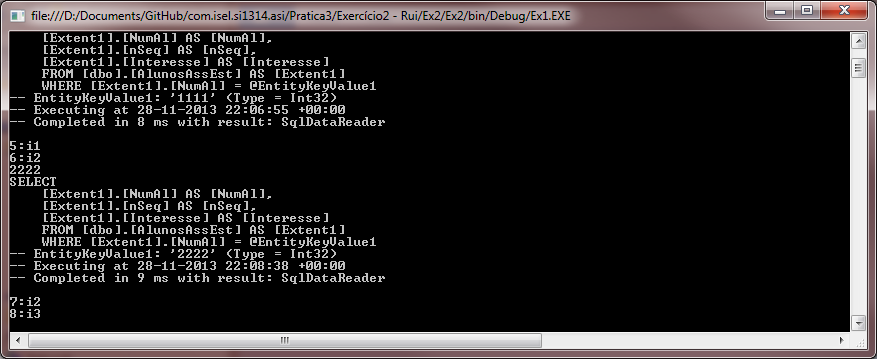 file:///D:/Documents/GitHub/com.isel.si1314.asi/Pratica3/Exercício2 - Rui/Ex2/Ex2/bin/Debug/Ex1.EXE
[Extent1].[NumAl] AS [NumAl],
[Extent1].[nSeq] AS [nSeq],
[Extent1].[Interesse] AS [Interesse]
FROM [dbo].[AlunosAssEst] AS [Extent1]
WHERE [Extent1].[NumAl] = @EntityKeyValue1
-- EntityKeyValue1: '1111' (Type = Int32)
-- Executing at 28-11-2013 22:06:55 +00:00
-- Completed in 8 ms with result: SqlDataReader
5:i1
6:i2
2222
SELECT
[Extent1].[NumAl] AS [NumAl],
[Extent1].[nSeq] AS [nSeq],
[Extent1].[Interesse] AS [Interesse]
FROM [dbo].[AlunosAssEst] AS [Extent1]
WHERE [Extent1].[NumAl] = @EntityKeyValue1
-- EntityKeyValue1: '2222' (Type = Int32)
-- Executing at 28-11-2013 22:08:38 +00:00
-- Completed in 9 ms with result: SqlDataReader
7:i2
8:i3